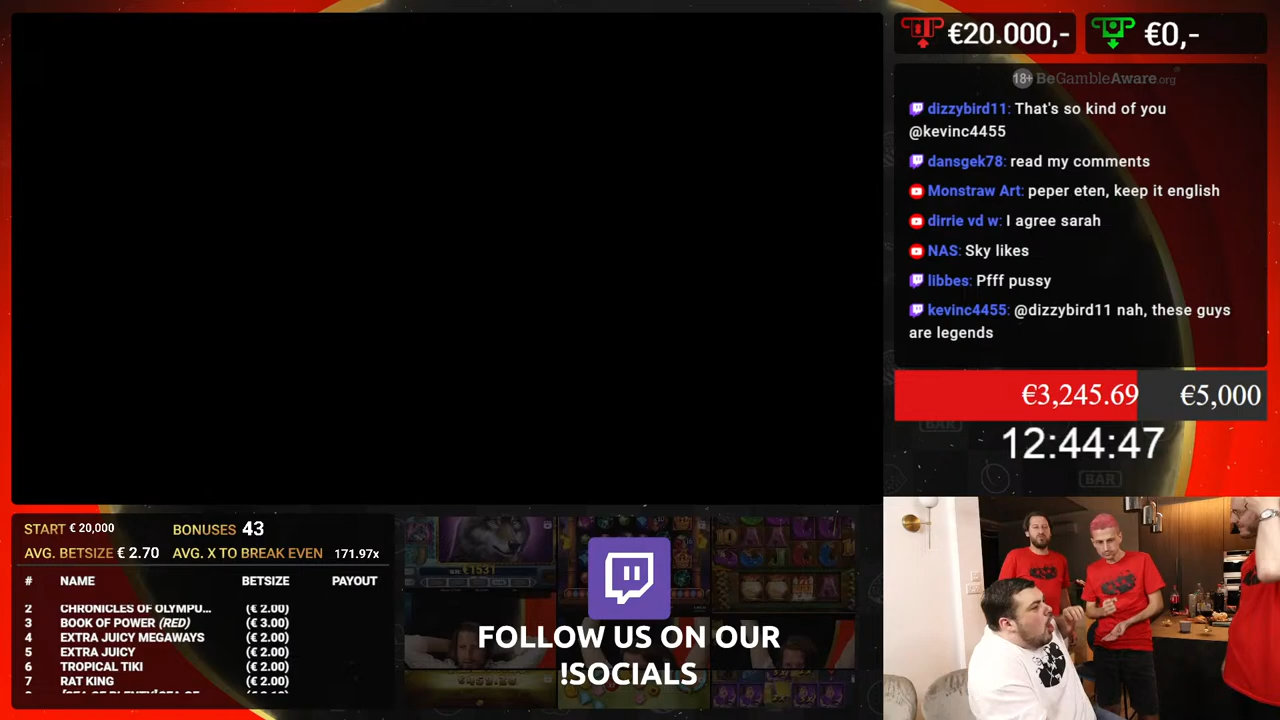 €20.000,-
€0,-
18+ BeGambleAware.org
dizzybird11: That's so kind of you
@kevinc4455
dansgek78: read my comments
Monstraw Art: peper eten, keep it english
dirrie vd w: I agree sarah
NAS: Sky likes
libbes: Pfff pussy
kevinc4455: @dizzybird11 nah, these guys
are legends
€3,245.69
€5,000
12:44:47
BAR
BAR
START € 20,000
BONUSES 43
AVG. BETSIZE € 2.70
AVG. X TO BREAK EVEN 171.97x
# NAME BETSIZE PAYOUT
2 CHRONICLES OF OLYMPU... (€ 2.00)
3 BOOK OF POWER (RED) (€ 3.00)
4 EXTRA JUICY MEGAWAYS (€ 2.00)
5 EXTRA JUICY (€ 2.00)
6 TROPICAL TIKI (€ 2.00)
7 RAT KING (€ 2.00)
€1531
FOLLOW US ON OUR
!SOCIALS